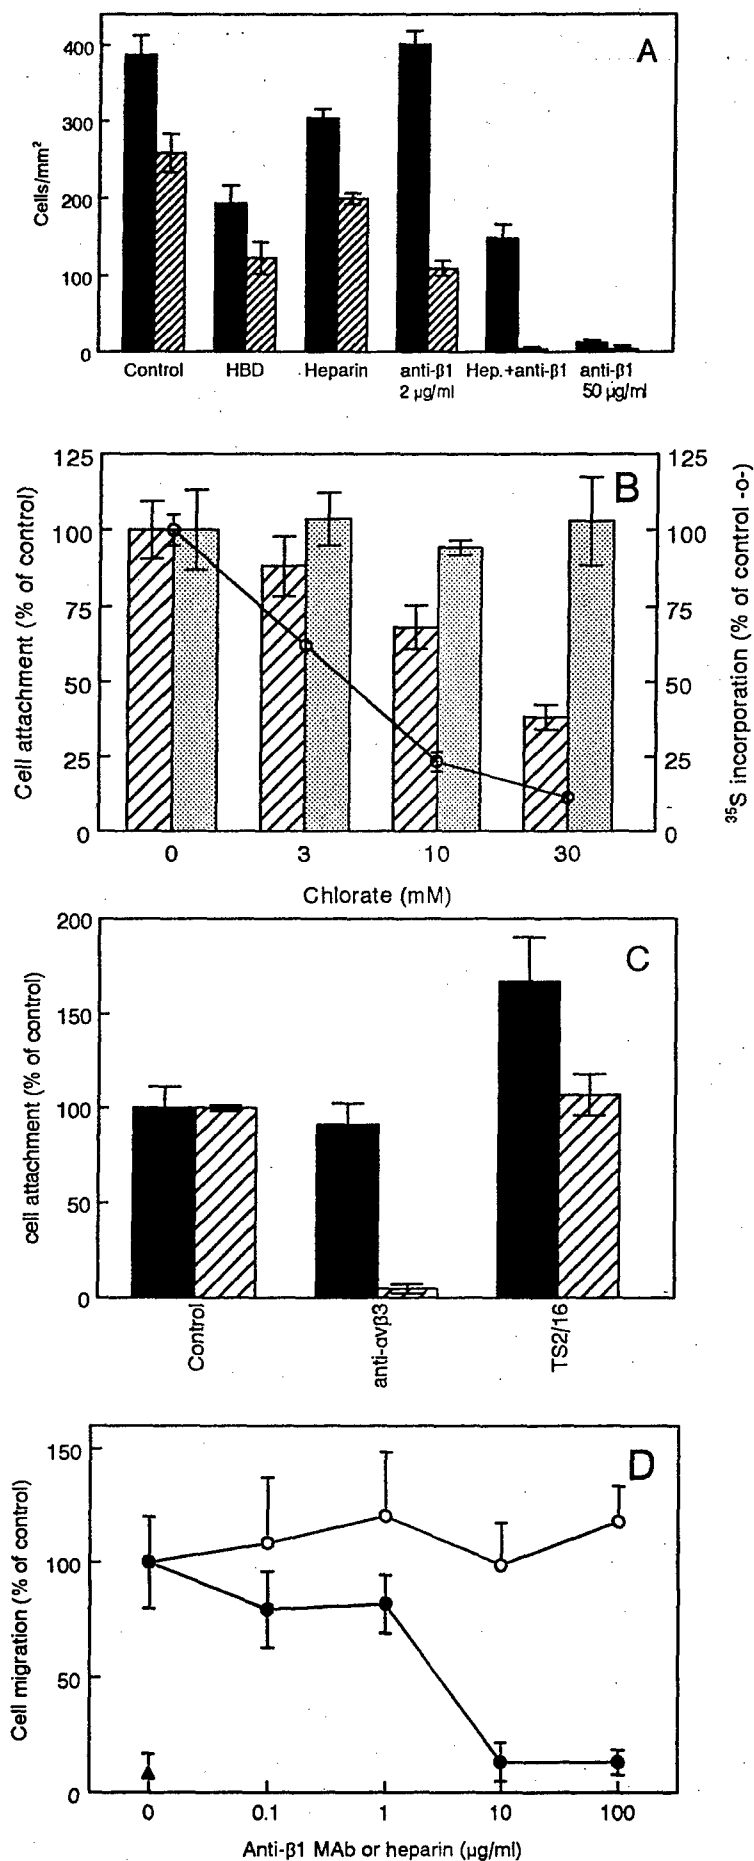 A
400
300
200
100
0
Cells/mm²
Control HBD Heparin anti-β1 Hep.+anti-β1 anti-β1
2 µg/ml 50 µg/ml
B
125 125
100 100
75 75
50 50
25 25
0 0
Cell attachment (% of control)
³⁵S incorporation (% of control -o-)
0 3 10 30
Chlorate (mM)
C
200
150
100
50
0
cell attachment (% of control)
Control
anti-αvβ3
TS2/16
D
150
100
50
0
Cell migration (% of control)
0 0.1 1 10 100
Anti-β1 MAb or heparin (µg/ml)